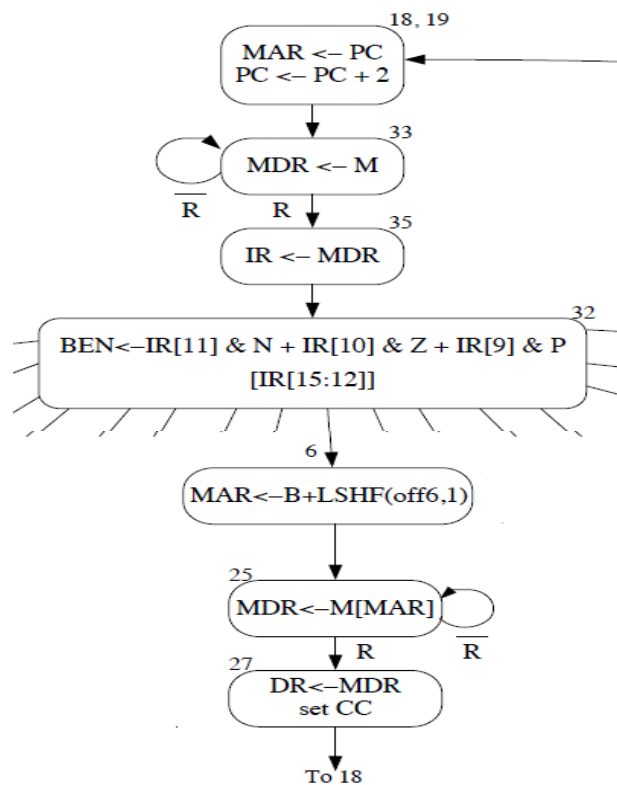 18, 19
MAR <– PC
PC <– PC + 2
33
MDR <– M
R
R
35
IR <– MDR
32
BEN<–IR[11] & N + IR[10] & Z + IR[9] & P
[IR[15:12]]
6
MAR<–B+LSHF(off6,1)
25
MDR<–M[MAR]
R
R
27
DR<–MDR
set CC
To 18